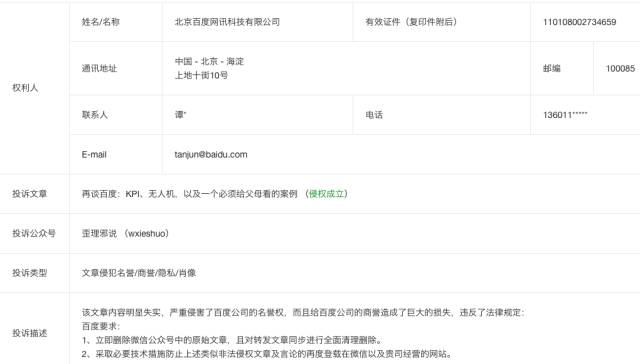 姓名/名称 北京百度网讯科技有限公司 有效证件（复印件附后） 110108002734659
权利人
通讯地址 中国 - 北京 - 海淀
上地十街10号 邮编 100085
联系人 谭* 电话 136011*****
E-mail tanjun@baidu.com
投诉文章 再谈百度：KPI、无人机，以及一个必须给父母看的案例 （侵权成立）
投诉公众号 歪理邪说 （wxieshuo）
投诉类型 文章侵犯名誉/商誉/隐私/肖像
投诉描述
该文章内容明显失实，严重侵害了百度公司的名誉权，而且给百度公司的商誉造成了巨大的损失，违反了法律规定：
百度要求：
1、立即删除微信公众号中的原始文章，且对转发文章同步进行全面清理删除。
2、采取必要技术措施防止上述类似非法侵权文章及言论的再度登载在微信以及贵司经营的网站。